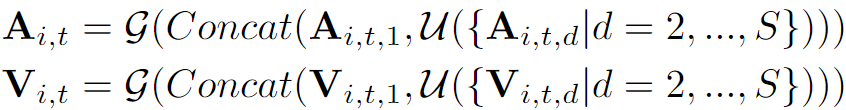 𝐀_{i,t} = 𝒢(Concat(𝐀_{i,t,1}, 𝒰({𝐀_{i,t,d}|d = 2, ..., S})))
𝐕_{i,t} = 𝒢(Concat(𝐕_{i,t,1}, 𝒰({𝐕_{i,t,d}|d = 2, ..., S})))